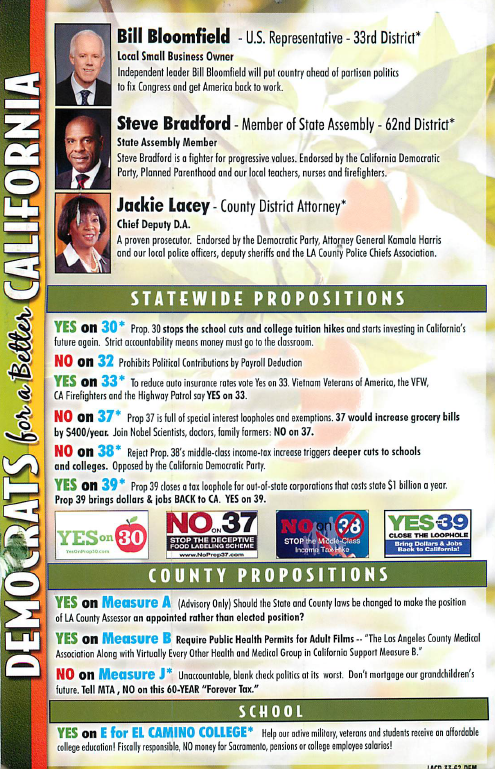 DEMOCRATS for a Better CALIFORNIA
Bill Bloomfield - U.S. Representative - 33rd District*
Local Small Business Owner
Independent leader Bill Bloomfield will put country ahead of partisan politics
to fix Congress and get America back to work.
Steve Bradford - Member of State Assembly - 62nd District*
State Assembly Member
Steve Bradford is a fighter for progressive values. Endorsed by the California Democratic
Party, Planned Parenthood and our local teachers, nurses and firefighters.
Jackie Lacey - County District Attorney*
Chief Deputy D.A.
A proven prosecutor. Endorsed by the Democratic Party, Attorney General Kamala Harris
and our local police officers, deputy sheriffs and the LA County Police Chiefs Association.
STATEWIDE PROPOSITIONS
YES on 30* Prop. 30 stops the school cuts and college tuition hikes and starts investing in California's
future again. Strict accountability means money must go to the classroom.
NO on 32 Prohibits Political Contributions by Payroll Deduction
YES on 33* To reduce auto insurance rates vote Yes on 33. Vietnam Veterans of America, the VFW,
CA Firefighters and the Highway Patrol say YES on 33.
NO on 37* Prop 37 is full of special interest loopholes and exemptions. 37 would increase grocery bills
by $400/year. Join Nobel Scientists, doctors, family farmers: NO on 37.
NO on 38* Reject Prop. 38's middle-class income-tax increase triggers deeper cuts to schools
and colleges. Opposed by the California Democratic Party.
YES on 39* Prop 39 closes a tax loophole for out-of-state corporations that costs state $1 billion a year.
Prop 39 brings dollars & jobs BACK to CA. YES on 39.
YES on 30
YesOnProp30.com
NO on 37
STOP THE DECEPTIVE
FOOD LABELING SCHEME
www.NoProp37.com
NO on 38
STOP the Middle-Class
Income Tax Hike
YES on 39
CLOSE THE LOOPHOLE
Bring Dollars & Jobs
Back to California!
COUNTY PROPOSITIONS
YES on Measure A (Advisory Only) Should the State and County laws be changed to make the position
of LA County Assessor an appointed rather than elected position?
YES on Measure B Require Public Health Permits for Adult Films -- "The Los Angeles County Medical
Association Along with Virtually Every Other Health and Medical Group in California Support Measure B."
NO on Measure J* Unaccountable, blank check politics at its worst. Don't mortgage our grandchildren's
future. Tell MTA , NO on this 60-YEAR "Forever Tax."
SCHOOL
YES on E for EL CAMINO COLLEGE* Help our active military, veterans and students receive an affordable
college education! Fiscally responsible, NO money for Sacramento, pensions or college employee salaries!
LACD 33-62 DEM